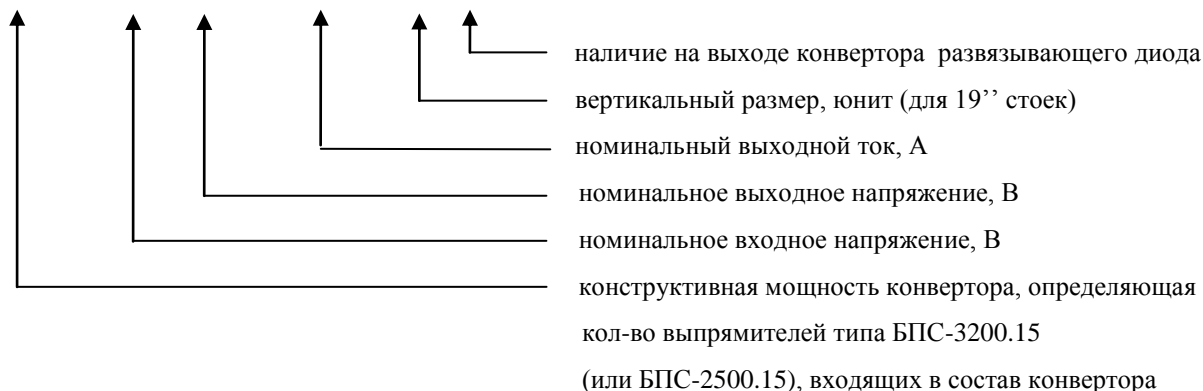 наличие на выходе конвертора развязывающего диода
вертикальный размер, юнит (для 19’’ стоек)
номинальный выходной ток, А
номинальное выходное напряжение, В
номинальное входное напряжение, В
конструктивная мощность конвертора, определяющая
кол-во выпрямителей типа БПС-3200.15
(или БПС-2500.15), входящих в состав конвертора